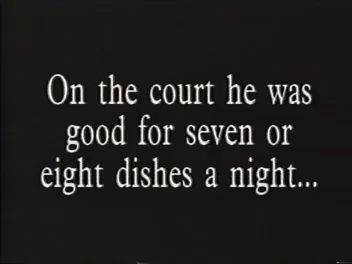 On the court he was
good for seven or
eight dishes a night...